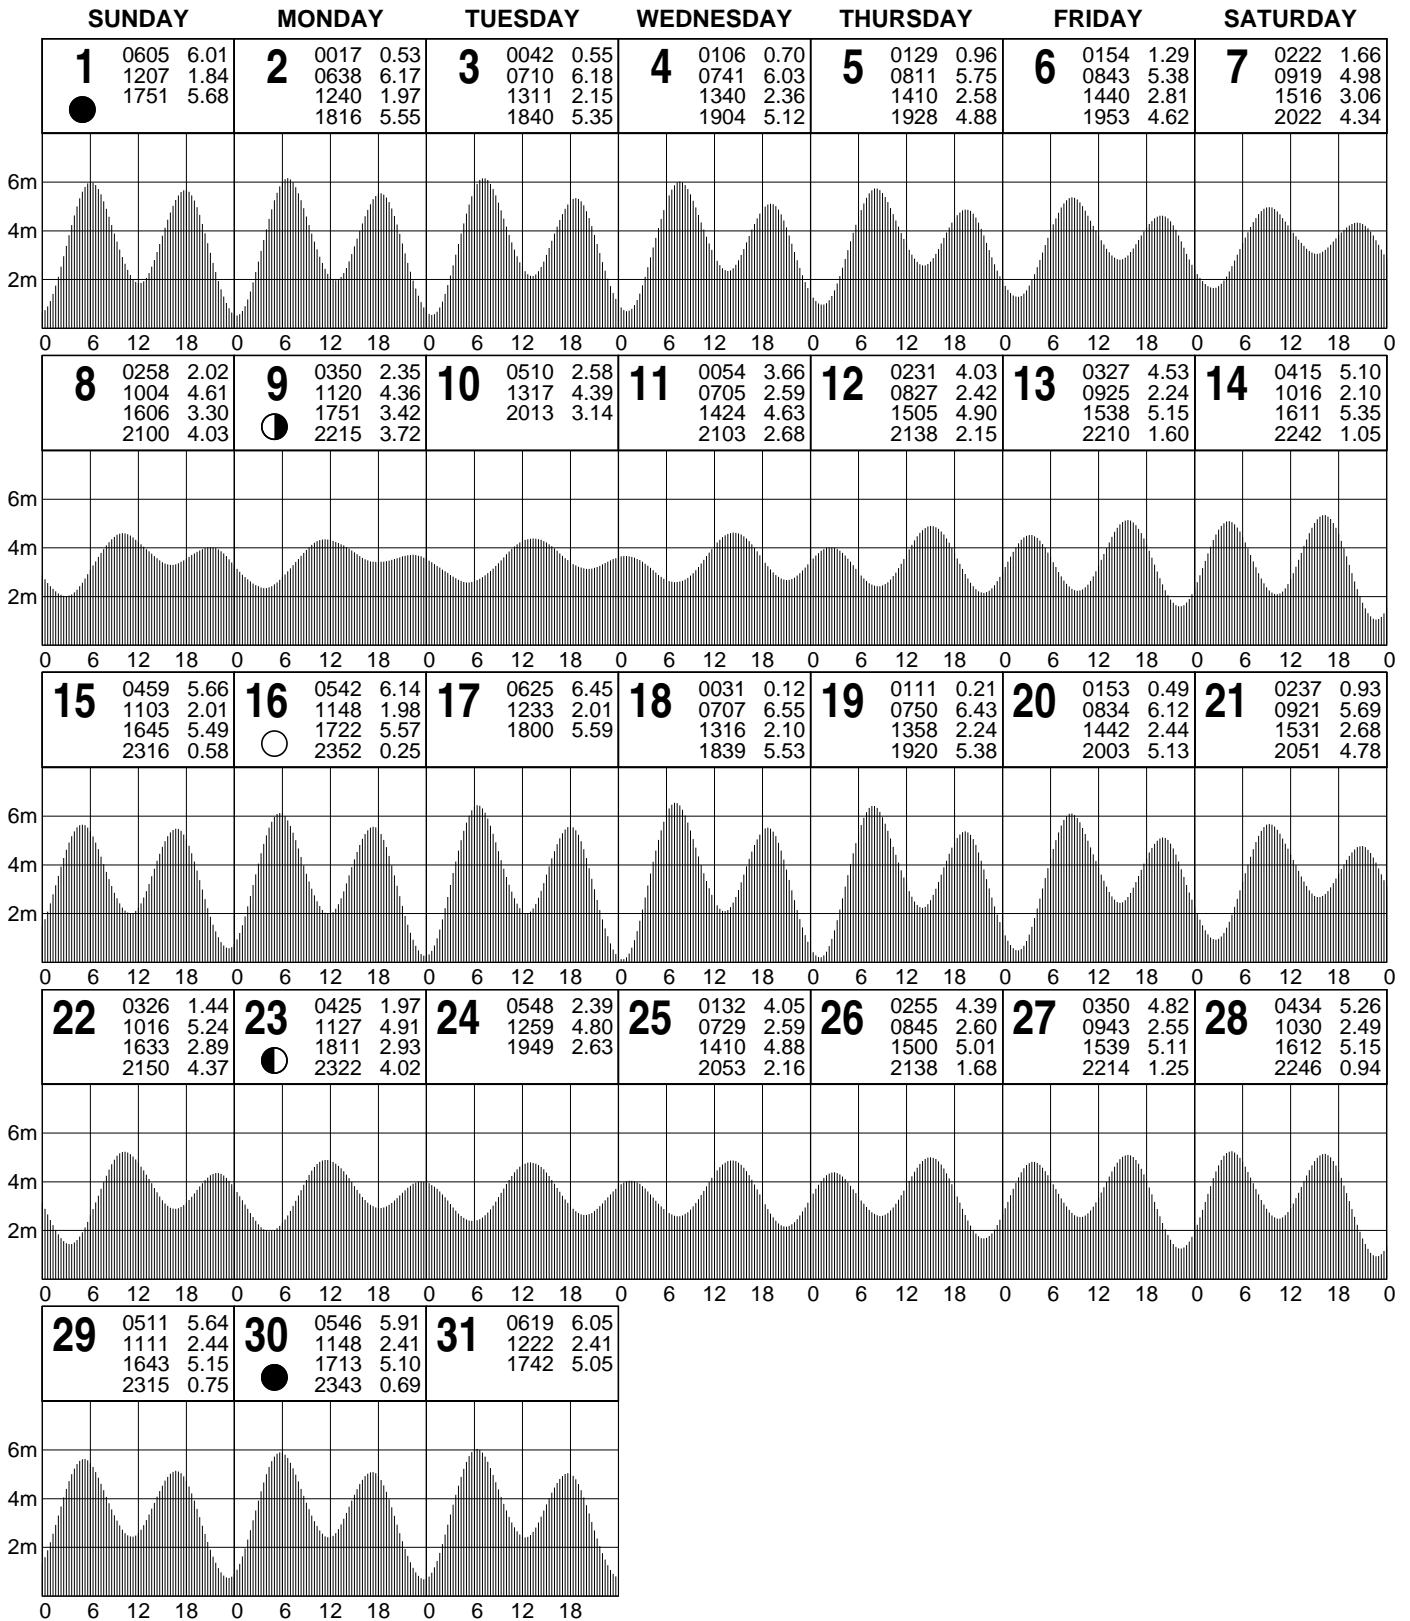 SUNDAY MONDAY TUESDAY WEDNESDAY THURSDAY FRIDAY SATURDAY
1 0605 6.01
1207 1.84
1751 5.68
2 0017 0.53
0638 6.17
1240 1.97
1816 5.55
3 0042 0.55
0710 6.18
1311 2.15
1840 5.35
4 0106 0.70
0741 6.03
1340 2.36
1904 5.12
5 0129 0.96
0811 5.75
1410 2.58
1928 4.88
6 0154 1.29
0843 5.38
1440 2.81
1953 4.62
7 0222 1.66
0919 4.98
1516 3.06
2022 4.34
6m
4m
2m
0 6 12 18 0 6 12 18 0 6 12 18 0 6 12 18 0 6 12 18 0 6 12 18 0 6 12 18 0
8 0258 2.02
1004 4.61
1606 3.30
2100 4.03
9 0350 2.35
1120 4.36
1751 3.42
2215 3.72
10 0510 2.58
1317 4.39
2013 3.14
11 0054 3.66
0705 2.59
1424 4.63
2103 2.68
12 0231 4.03
0827 2.42
1505 4.90
2138 2.15
13 0327 4.53
0925 2.24
1538 5.15
2210 1.60
14 0415 5.10
1016 2.10
1611 5.35
2242 1.05
6m
4m
2m
0 6 12 18 0 6 12 18 0 6 12 18 0 6 12 18 0 6 12 18 0 6 12 18 0 6 12 18 0
15 0459 5.66
1103 2.01
1645 5.49
2316 0.58
16 0542 6.14
1148 1.98
1722 5.57
2352 0.25
17 0625 6.45
1233 2.01
1800 5.59
18 0031 0.12
0707 6.55
1316 2.10
1839 5.53
19 0111 0.21
0750 6.43
1358 2.24
1920 5.38
20 0153 0.49
0834 6.12
1442 2.44
2003 5.13
21 0237 0.93
0921 5.69
1531 2.68
2051 4.78
6m
4m
2m
0 6 12 18 0 6 12 18 0 6 12 18 0 6 12 18 0 6 12 18 0 6 12 18 0 6 12 18 0
22 0326 1.44
1016 5.24
1633 2.89
2150 4.37
23 0425 1.97
1127 4.91
1811 2.93
2322 4.02
24 0548 2.39
1259 4.80
1949 2.63
25 0132 4.05
0729 2.59
1410 4.88
2053 2.16
26 0255 4.39
0845 2.60
1500 5.01
2138 1.68
27 0350 4.82
0943 2.55
1539 5.11
2214 1.25
28 0434 5.26
1030 2.49
1612 5.15
2246 0.94
6m
4m
2m
0 6 12 18 0 6 12 18 0 6 12 18 0 6 12 18 0 6 12 18 0 6 12 18 0 6 12 18 0
29 0511 5.64
1111 2.44
1643 5.15
2315 0.75
30 0546 5.91
1148 2.41
1713 5.10
2343 0.69
31 0619 6.05
1222 2.41
1742 5.05
6m
4m
2m
0 6 12 18 0 6 12 18 0 6 12 18